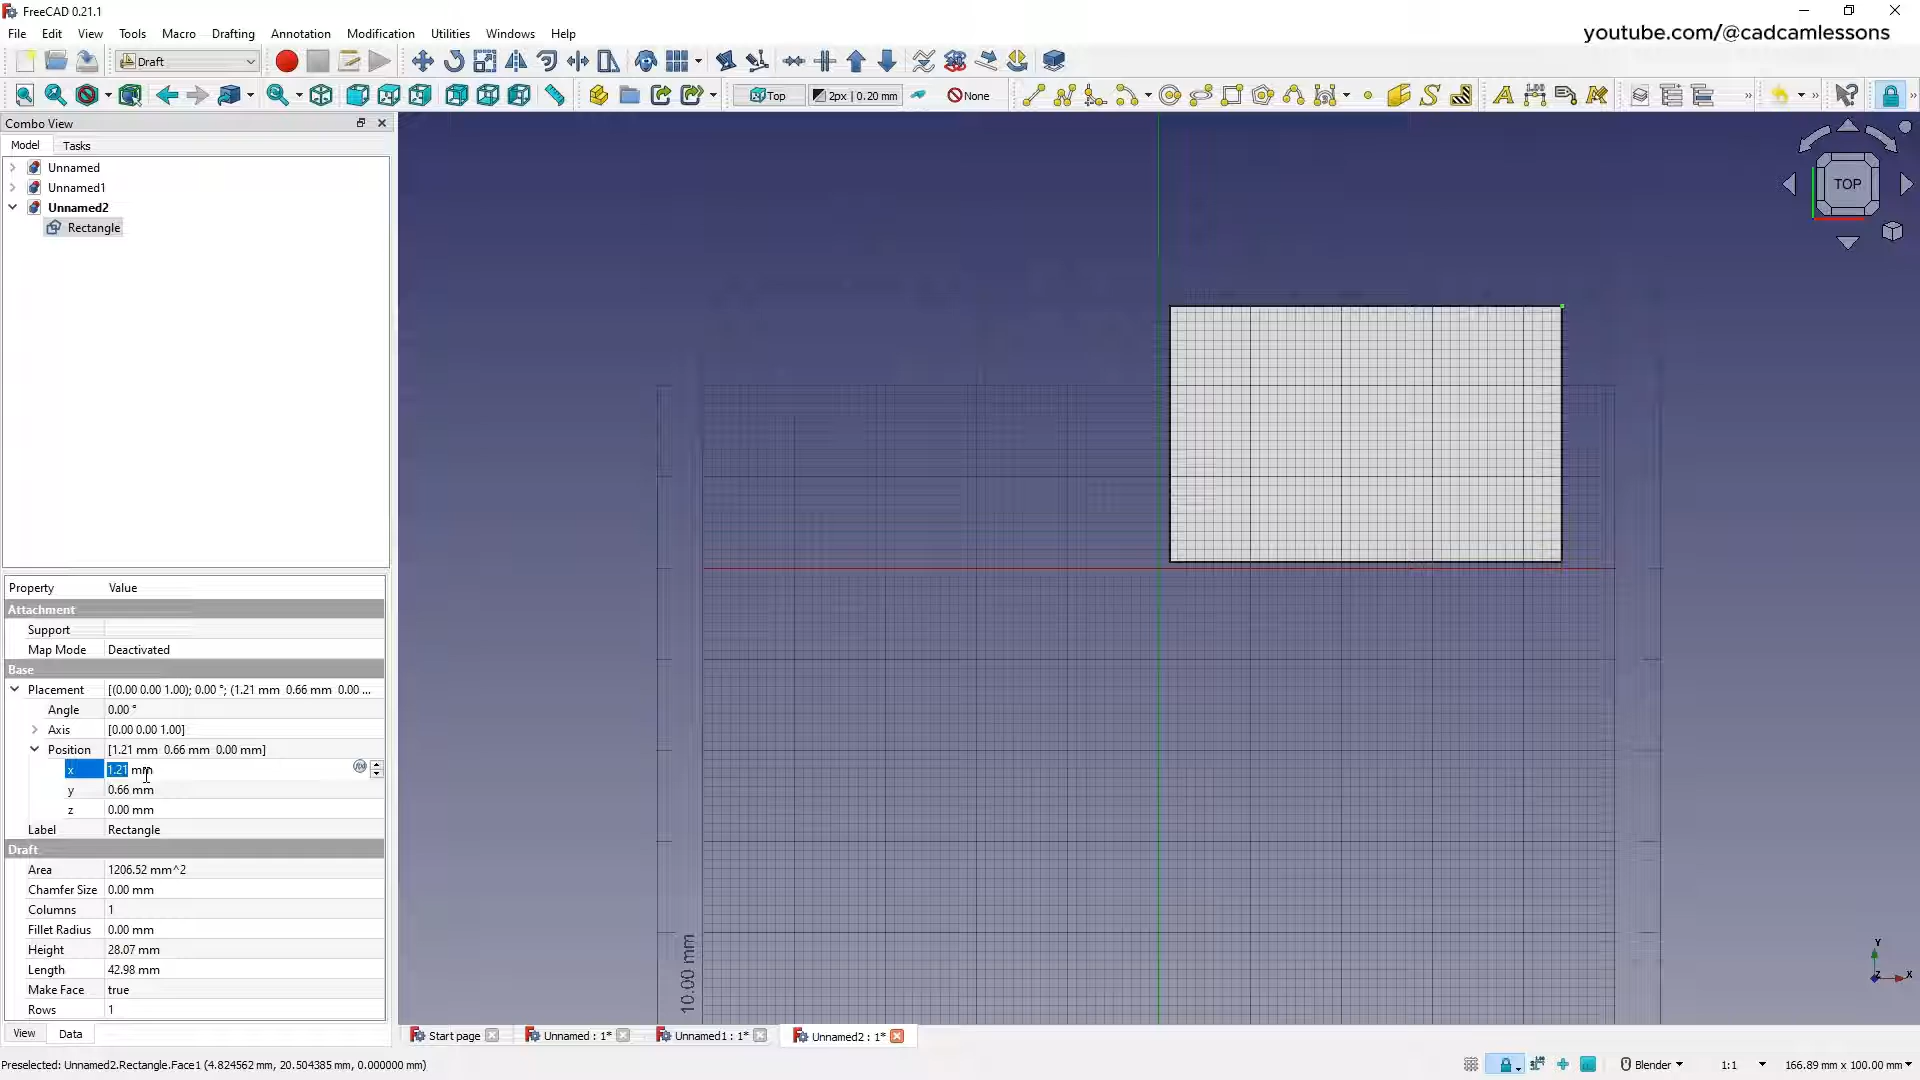 FreeCAD 0.21.1
File Edit View Tools Macro Drafting Annotation Modification Utilities Windows Help
youtube.com/@cadcamlessons
Draft
Top 2px | 0.20 mm None
Combo View
Model Tasks
Unnamed
Unnamed1
Unnamed2
Rectangle
TOP
Property Value
Attachment
Support
Map Mode Deactivated
Base
Placement [(0.00 0.00 1.00); 0.00 °; (1.21 mm 0.66 mm 0.00 ...
Angle 0.00 °
Axis [0.00 0.00 1.00]
Position [1.21 mm 0.66 mm 0.00 mm]
x 1.21 mm
y 0.66 mm
z 0.00 mm
Label Rectangle
Draft
Area 1206.52 mm^2
Chamfer Size 0.00 mm
Columns 1
Fillet Radius 0.00 mm
Height 28.07 mm
Length 42.98 mm
Make Face true
Rows 1
View Data
10.00 mm
Y
Z X
Start page Unnamed : 1* Unnamed1 : 1* Unnamed2 : 1*
Preselected: Unnamed2.Rectangle.Face1 (4.824562 mm, 20.504385 mm, 0.000000 mm)
Blender 1:1 166.89 mm x 100.00 mm